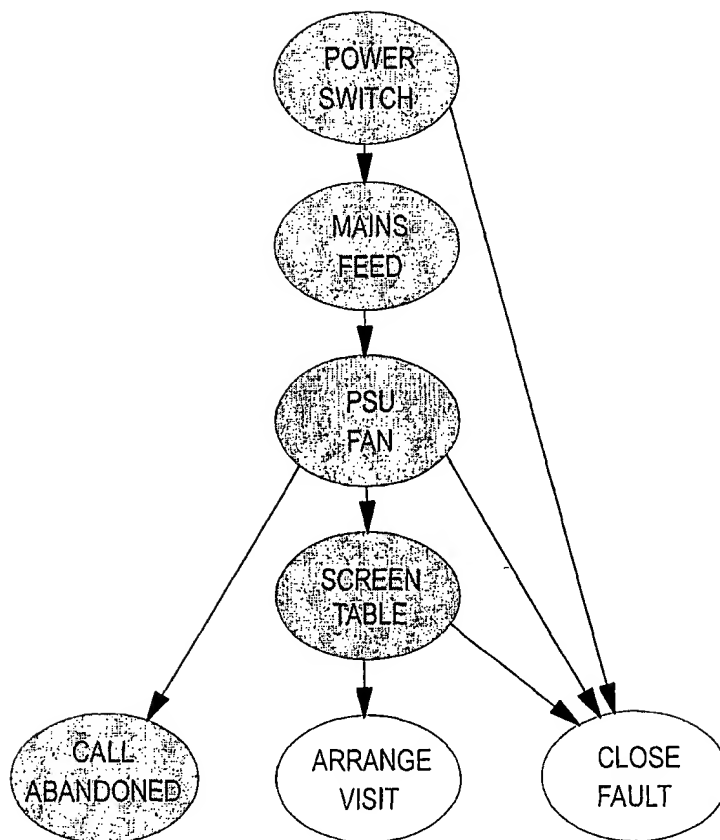 POWER
SWITCH
MAINS
FEED
PSU
FAN
SCREEN
TABLE
CALL
ABANDONED
ARRANGE
VISIT
CLOSE
FAULT